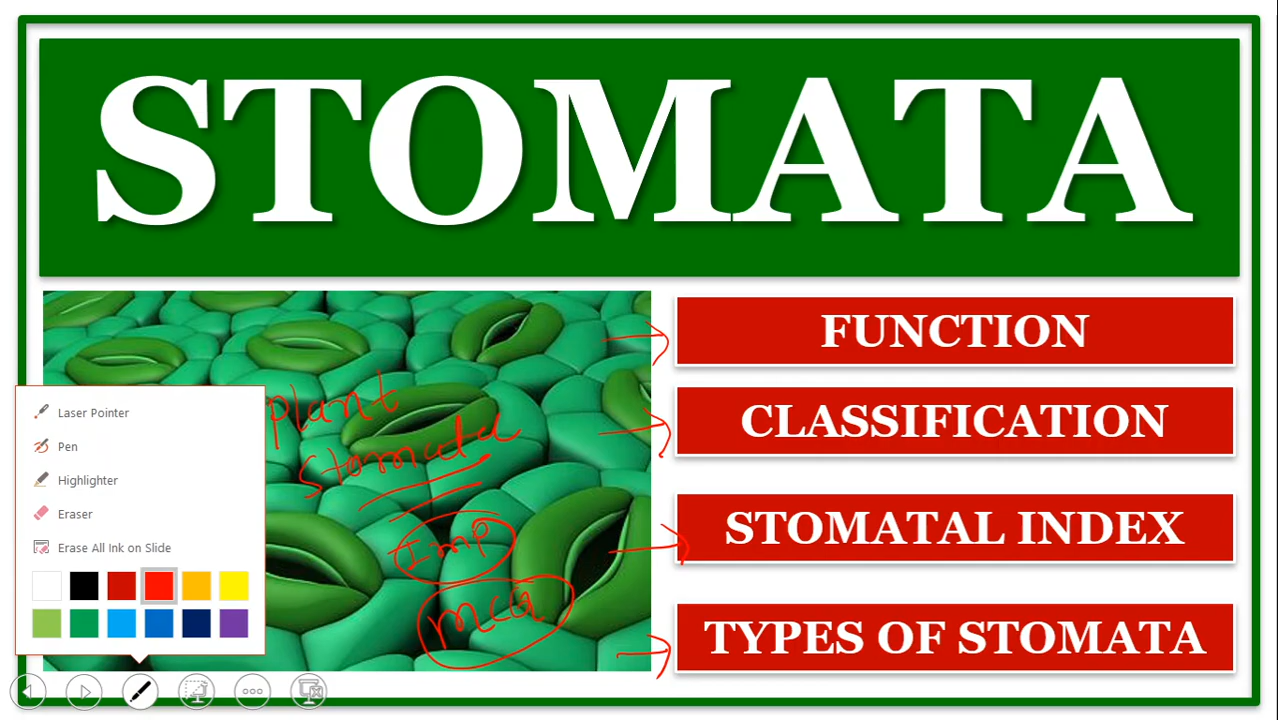 STOMATA
FUNCTION
CLASSIFICATION
STOMATAL INDEX
TYPES OF STOMATA
plant
Stomata
Imp
MCQ
Laser Pointer
Pen
Highlighter
Eraser
Erase All Ink on Slide